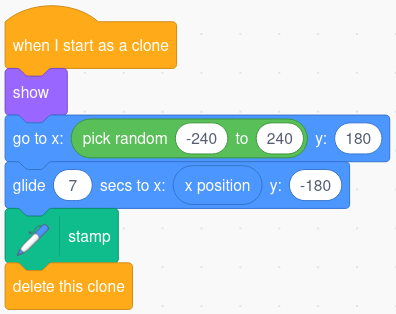 when I start as a clone
show
go to x: pick random -240 to 240 y: 180
glide 7 secs to x: x position y: -180
stamp
delete this clone